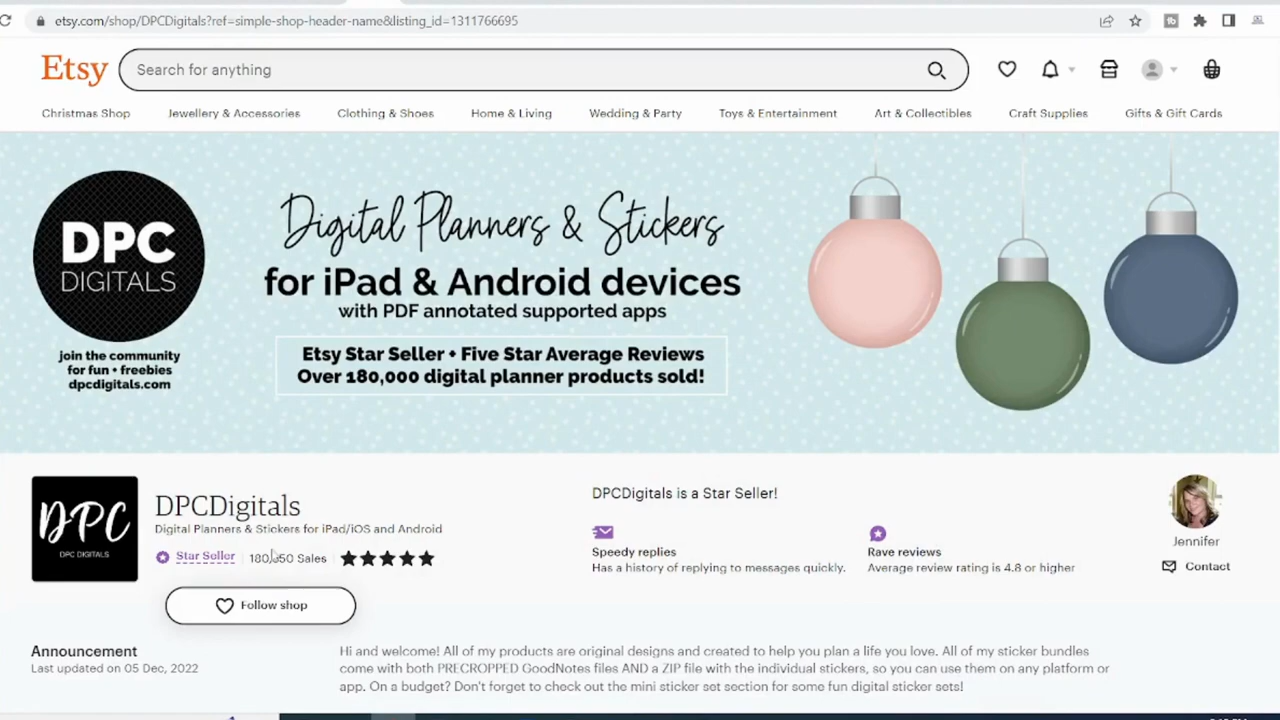 etsy.com/shop/DPCDigitals?ref=simple-shop-header-name&listing_id=1311766695
Etsy
Search for anything
Christmas Shop
Jewellery & Accessories
Clothing & Shoes
Home & Living
Wedding & Party
Toys & Entertainment
Art & Collectibles
Craft Supplies
Gifts & Gift Cards
DPC
DIGITALS
join the community
for fun + freebies
dpcdigitals.com
Digital Planners & Stickers
for iPad & Android devices
with PDF annotated supported apps
Etsy Star Seller + Five Star Average Reviews
Over 180,000 digital planner products sold!
DPC
DPC DIGITALS
DPCDigitals
Digital Planners & Stickers for iPad/iOS and Android
Star Seller
Sales
Follow shop
DPCDigitals is a Star Seller!
Speedy replies
Has a history of replying to messages quickly.
Rave reviews
Average review rating is 4.8 or higher
Jennifer
Contact
Announcement
Last updated on 05 Dec, 2022
Hi and welcome! All of my products are original designs and created to help you plan a life you love. All of my sticker bundles
come with both PRECROPPED GoodNotes files AND a ZIP file with the individual stickers, so you can use them on any platform or
app. On a budget? Don't forget to check out the mini sticker set section for some fun digital sticker sets!